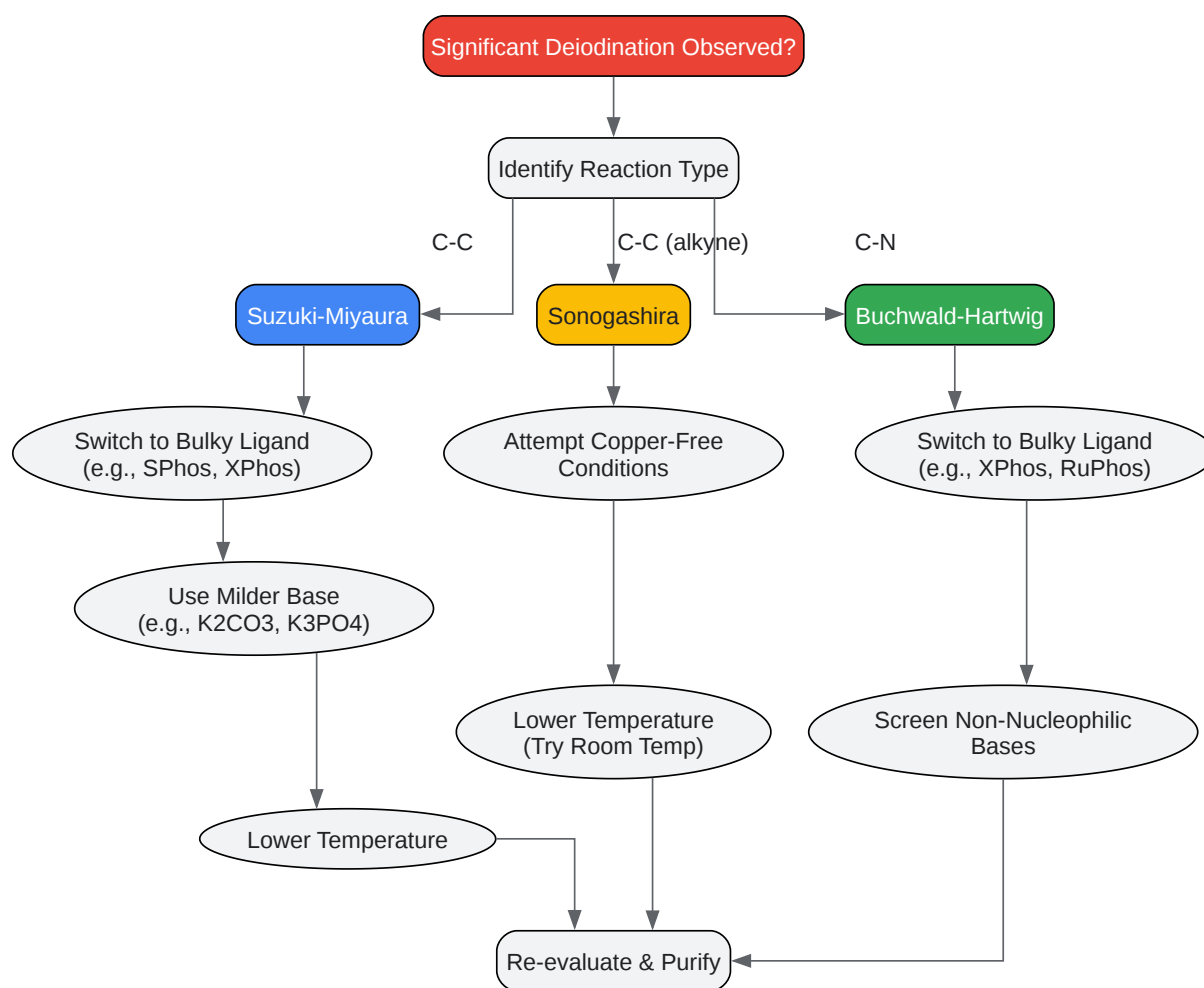 Significant Deiodination Observed?
Identify Reaction Type
C-C
C-C (alkyne)
C-N
Suzuki-Miyaura
Sonogashira
Buchwald-Hartwig
Switch to Bulky Ligand
(e.g., SPhos, XPhos)
Attempt Copper-Free
Conditions
Switch to Bulky Ligand
(e.g., XPhos, RuPhos)
Use Milder Base
(e.g., K2CO3, K3PO4)
Lower Temperature
(Try Room Temp)
Screen Non-Nucleophilic
Bases
Lower Temperature
Re-evaluate & Purify